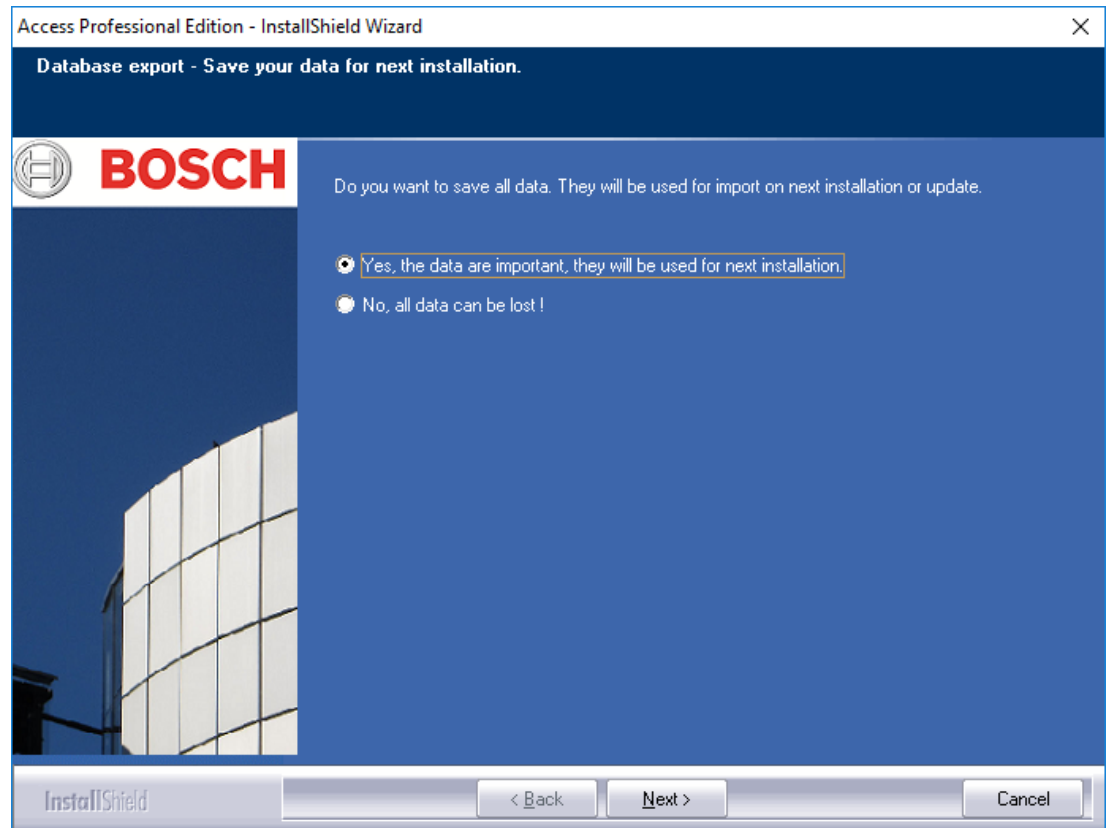 Access Professional Edition - InstallShield Wizard
Database export - Save your data for next installation.
BOSCH
Do you want to save all data. They will be used for import on next installation or update.
Yes, the data are important, they will be used for next installation.
No, all data can be lost !
InstallShield
< Back
Next >
Cancel